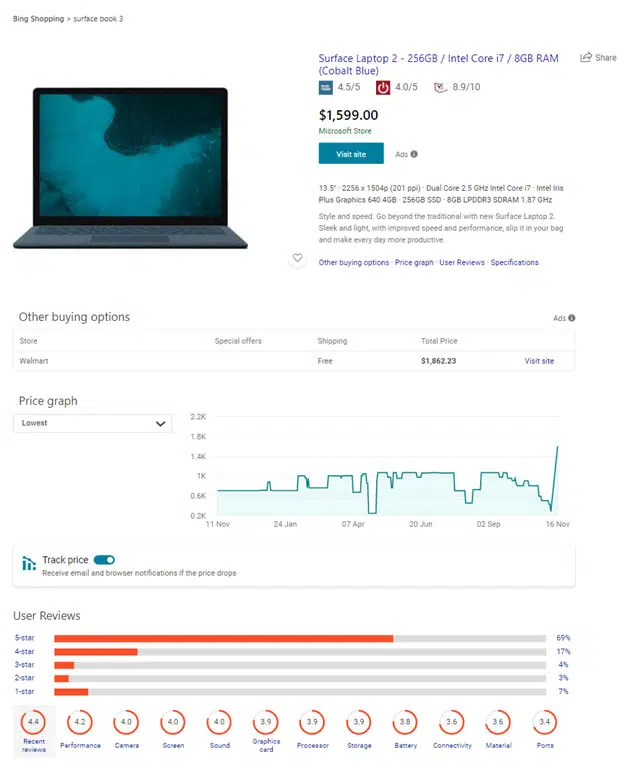 Bing Shopping > surface book 3
Surface Laptop 2 - 256GB / Intel Core i7 / 8GB RAM
(Cobalt Blue)
Share
4.5/5 4.0/5 8.9/10
$1,599.00
Microsoft Store
Visit site Ads
13.5" · 2256 x 1504p (201 ppi) · Dual Core 2.5 GHz Intel Core i7 · Intel Iris
Plus Graphics 640 4GB · 256GB SSD · 8GB LPDDR3 SDRAM 1.87 GHz
Style and speed. Go beyond the traditional with new Surface Laptop 2.
Sleek and light, with improved speed and performance, slip it in your bag
and make every day more productive.
Other buying options · Price graph · User Reviews · Specifications
Other buying options Ads
Store Special offers Shipping Total Price
Walmart Free $1,862.23 Visit site
Price graph
Lowest
2.2K
1.8K
1.4K
1K
0.6K
0.2K
11 Nov 24 Jan 07 Apr 20 Jun 02 Sep 16 Nov
Track price
Receive email and browser notifications if the price drops
User Reviews
5-star 69%
4-star 17%
3-star 4%
2-star 3%
1-star 7%
4.4 4.2 4.0 4.0 4.0 3.9 3.9 3.9 3.8 3.6 3.6 3.4
Recent reviews Performance Camera Screen Sound Graphics card Processor Storage Battery Connectivity Material Ports